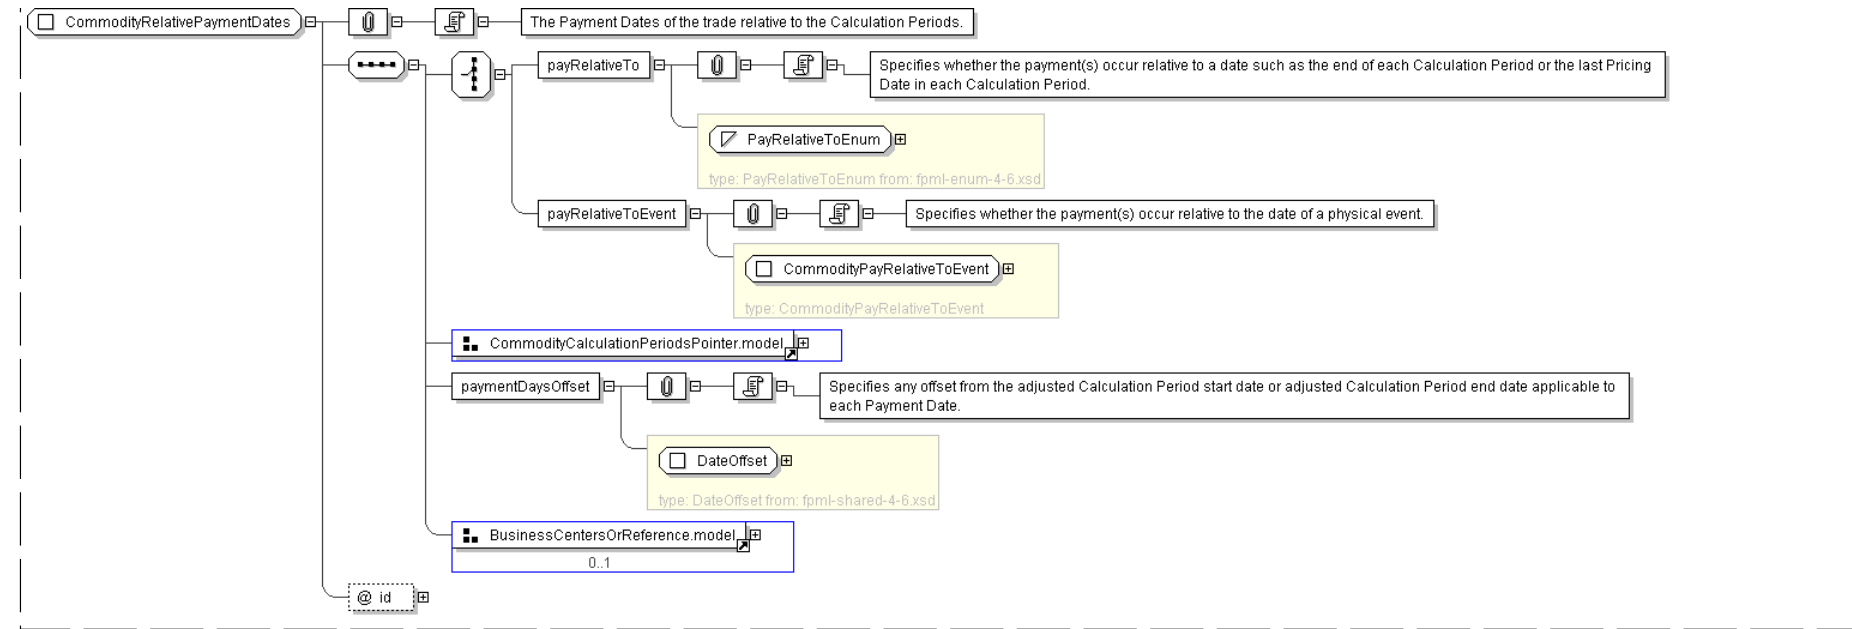 CommodityRelativePaymentDates
The Payment Dates of the trade relative to the Calculation Periods.
payRelativeTo
Specifies whether the payment(s) occur relative to a date such as the end of each Calculation Period or the last Pricing
Date in each Calculation Period.
PayRelativeToEnum
type: PayRelativeToEnum from: fpml-enum-4-6.xsd
payRelativeToEvent
Specifies whether the payment(s) occur relative to the date of a physical event.
CommodityPayRelativeToEvent
type: CommodityPayRelativeToEvent
CommodityCalculationPeriodsPointer.model
paymentDaysOffset
Specifies any offset from the adjusted Calculation Period start date or adjusted Calculation Period end date applicable to
each Payment Date.
DateOffset
type: DateOffset from: fpml-shared-4-6.xsd
BusinessCentersOrReference.model
0..1
@ id